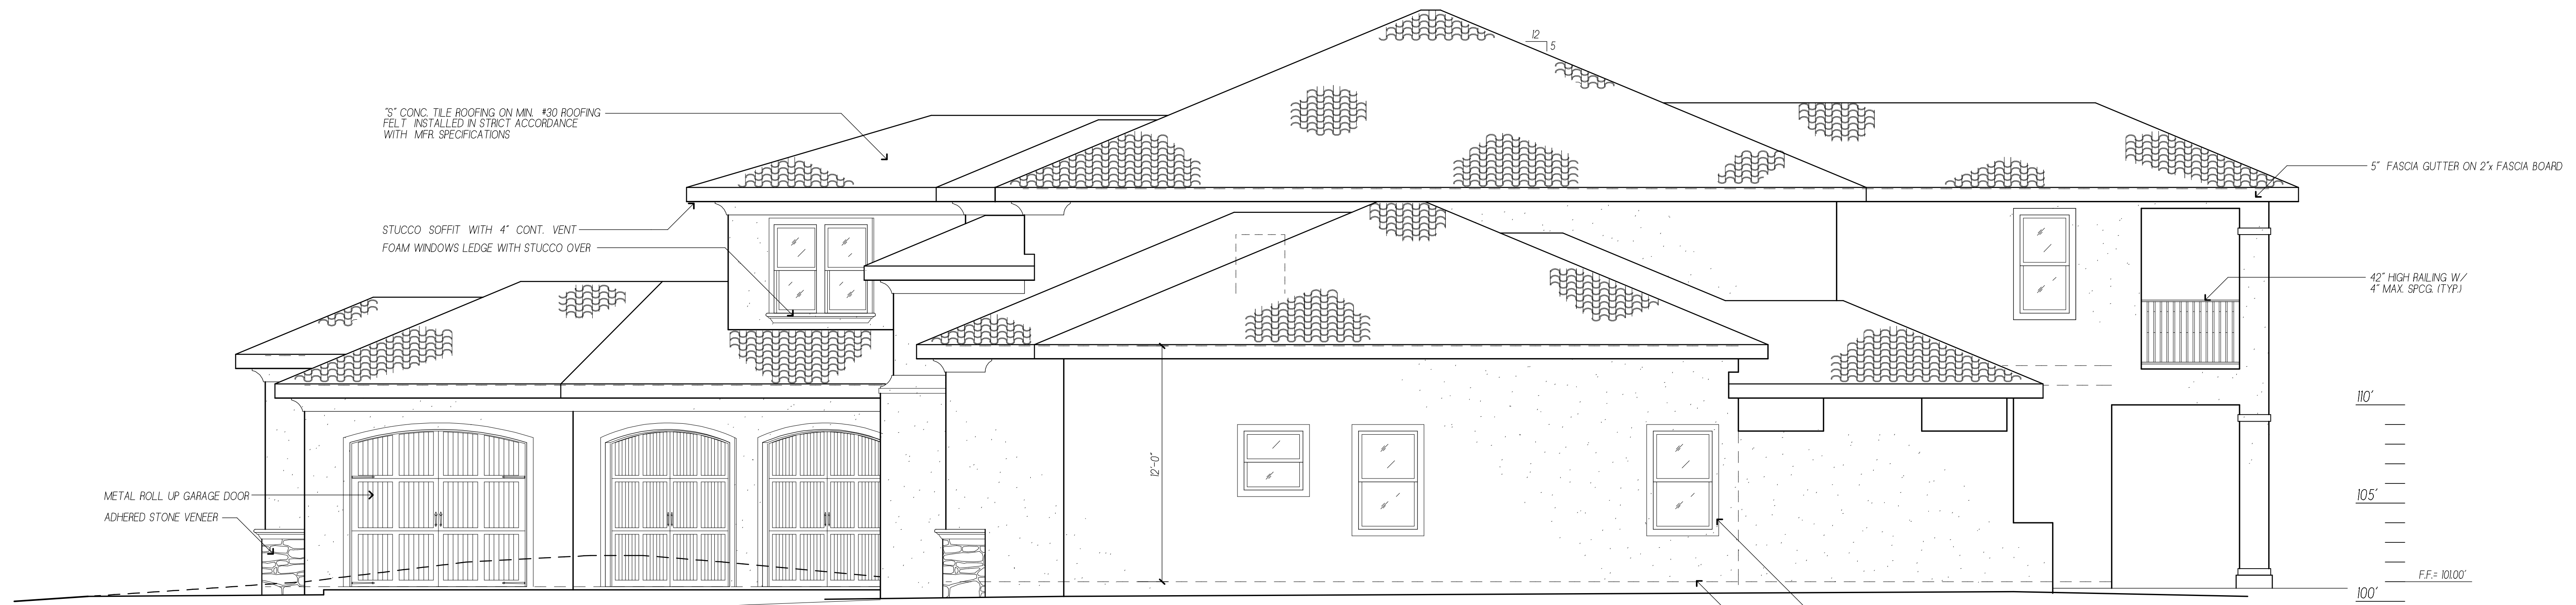 12
5
"S" CONC. TILE ROOFING ON MIN. #30 ROOFING
FELT INSTALLED IN STRICT ACCORDANCE
WITH MFR. SPECIFICATIONS
5" FASCIA GUTTER ON 2"x FASCIA BOARD
STUCCO SOFFIT WITH 4" CONT. VENT
FOAM WINDOWS LEDGE WITH STUCCO OVER
42" HIGH RAILING W/
4" MAX. SPCG. (TYP.)
110'
12'-0"
METAL ROLL UP GARAGE DOOR
105'
ADHERED STONE VENEER
F.F.= 101.00'
100'